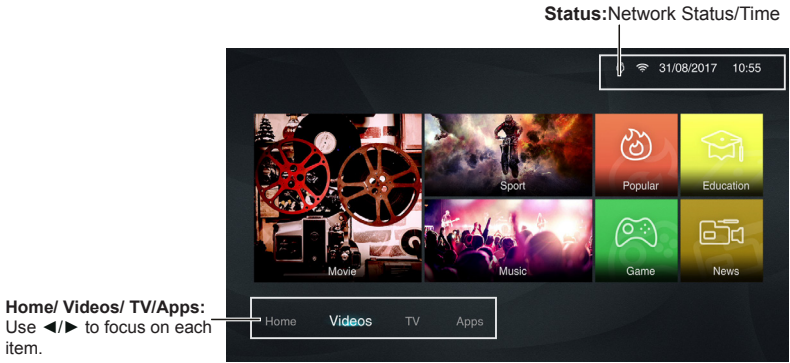 Status:Network Status/Time
31/08/2017 10:55
Sport
Popular
Education
Movie
Music
Game
News
Home/ Videos/ TV/Apps:
Use ◄/► to focus on each
item.
Home Videos TV Apps